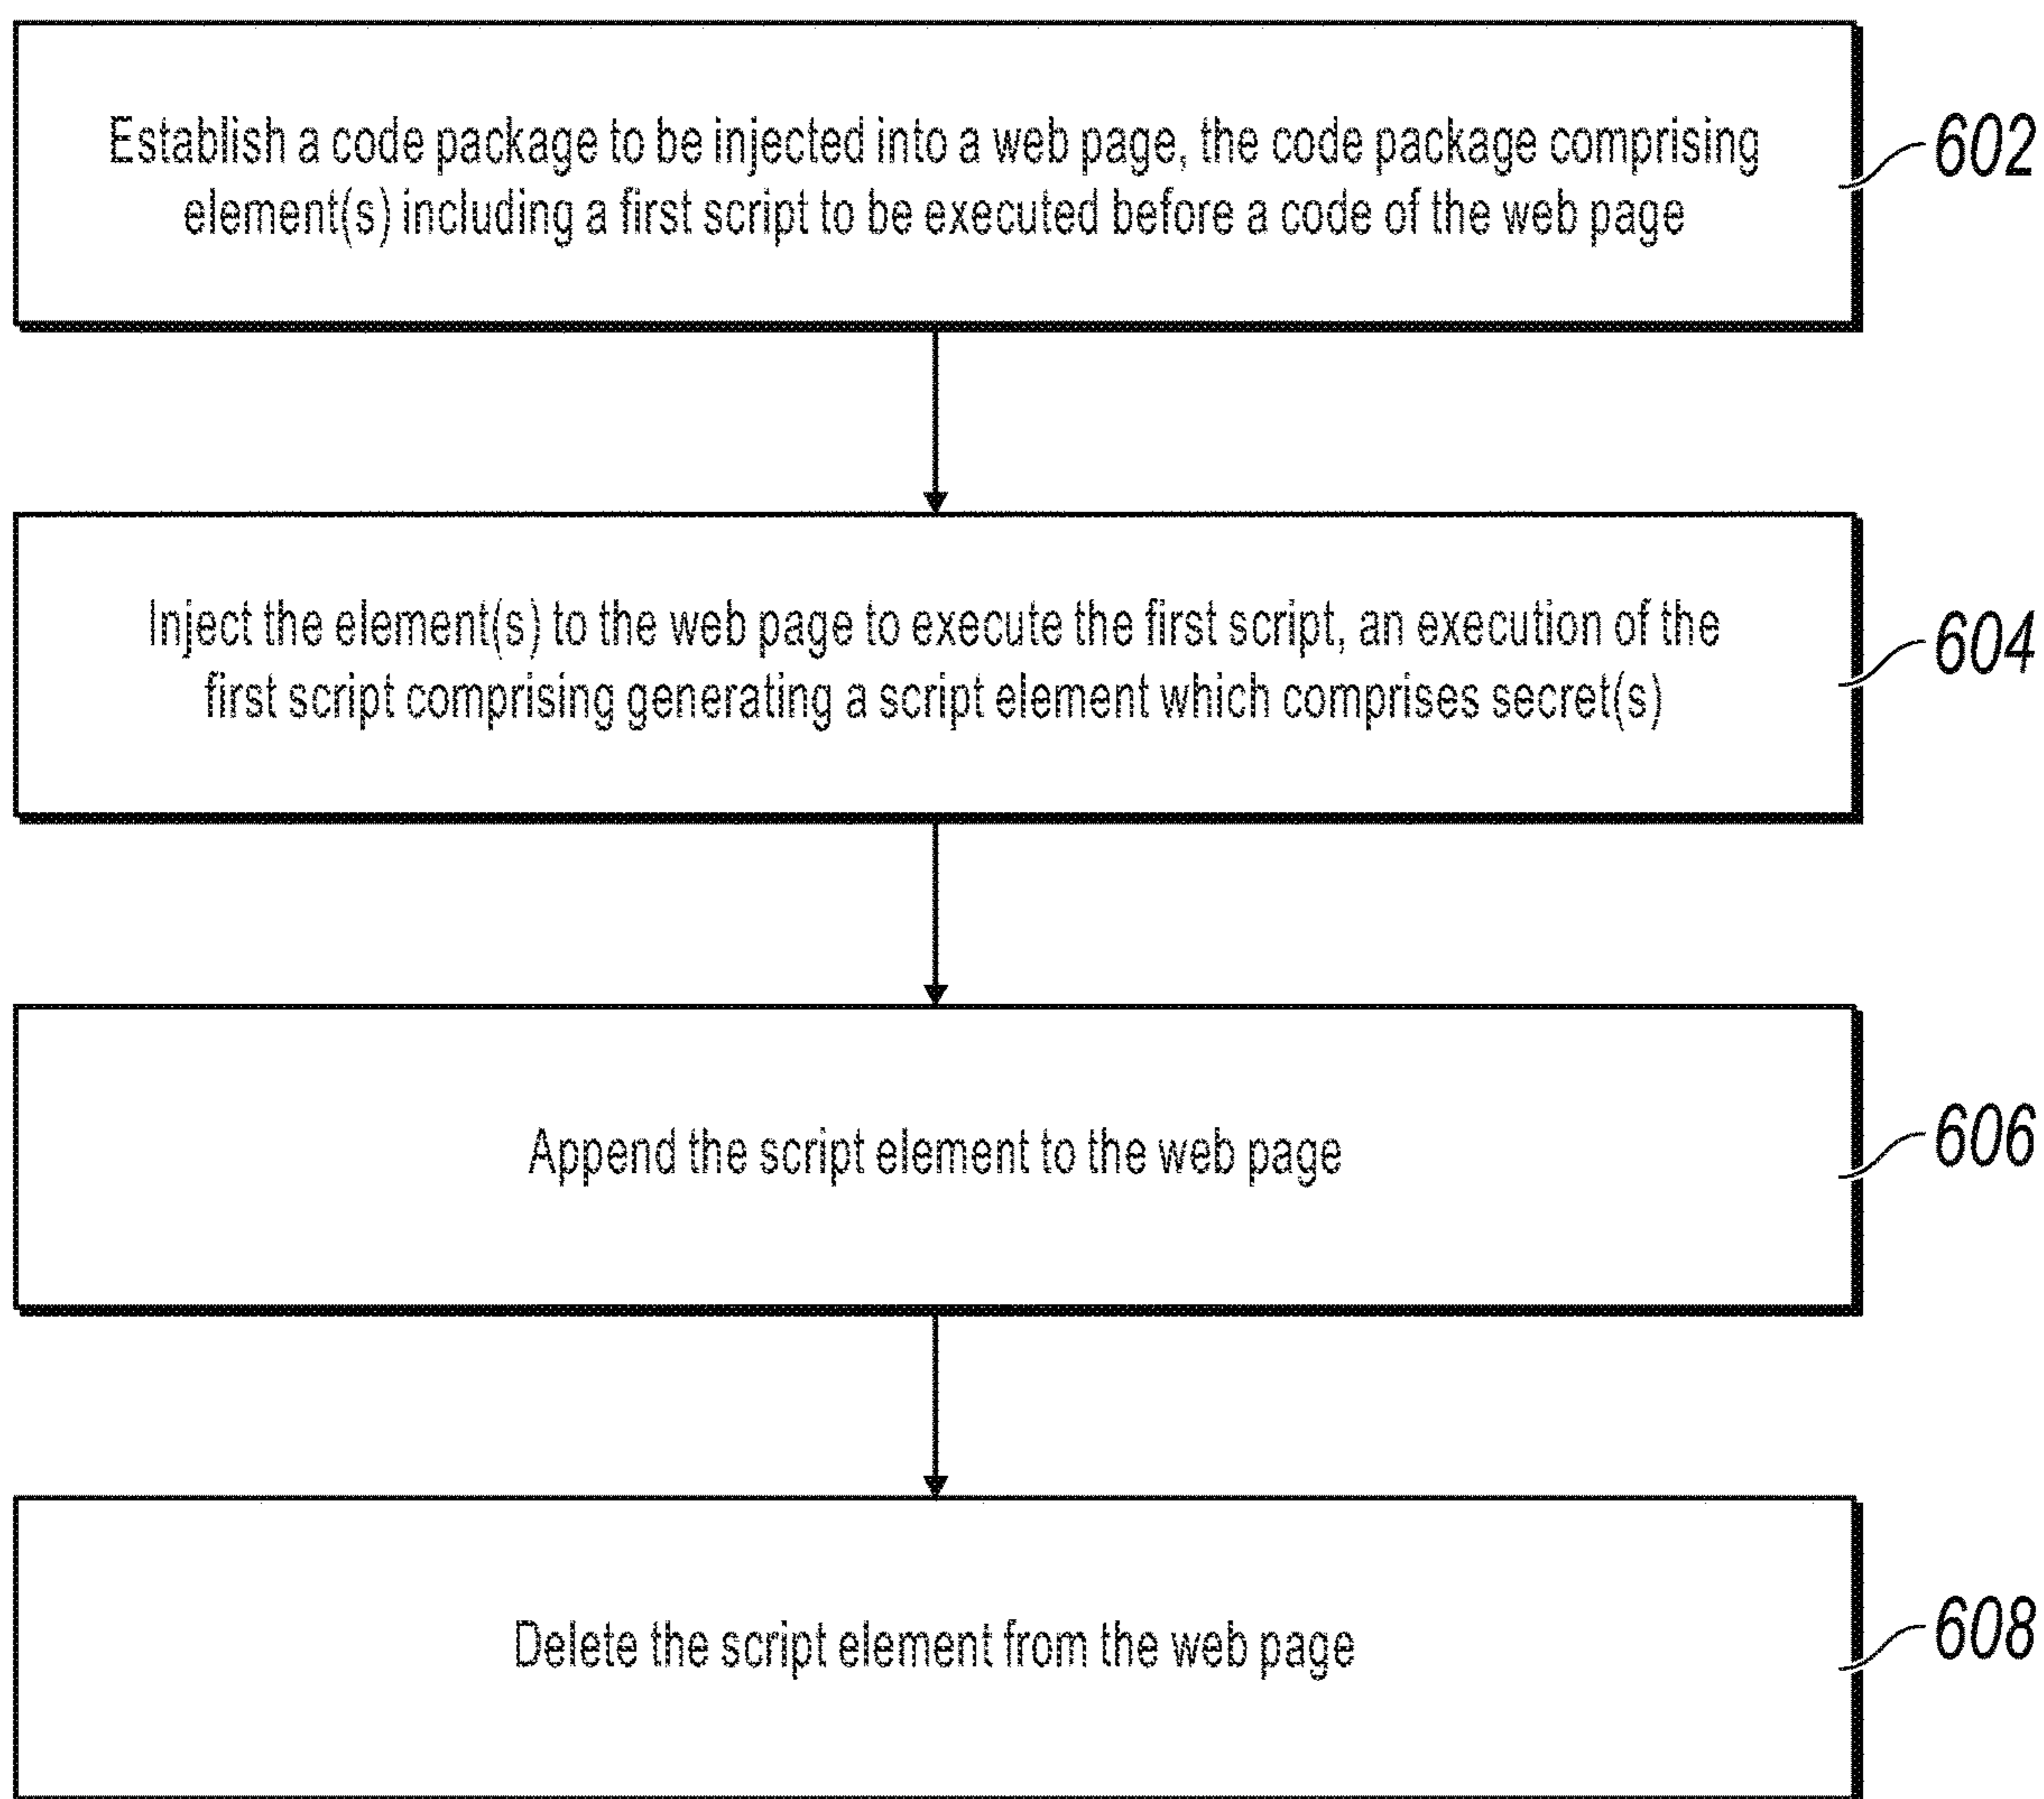 Establish a code package to be injected into a web page, the code package comprising
element(s) including a first script to be executed before a code of the web page
602
Inject the element(s) to the web page to execute the first script, an execution of the
first script comprising generating a script element which comprises secret(s)
604
Append the script element to the web page
606
Delete the script element from the web page
608